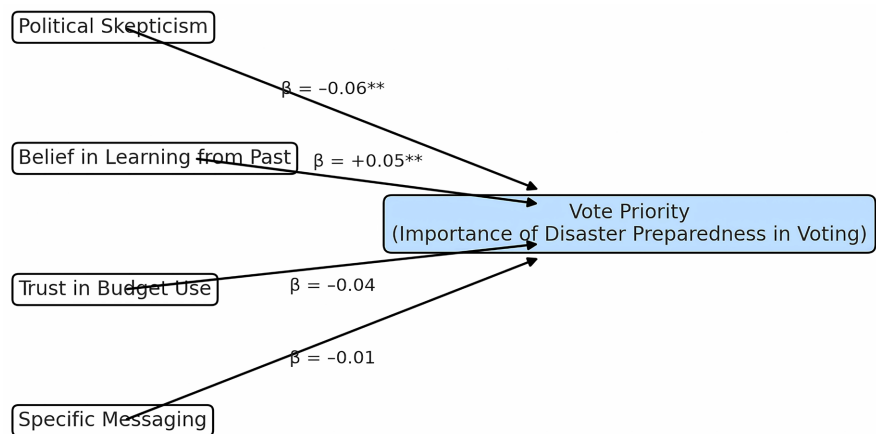 Political Skepticism
β = –0.06**
Belief in Learning from Past
β = +0.05**
Vote Priority
(Importance of Disaster Preparedness in Voting)
Trust in Budget Use
β = –0.04
β = –0.01
Specific Messaging